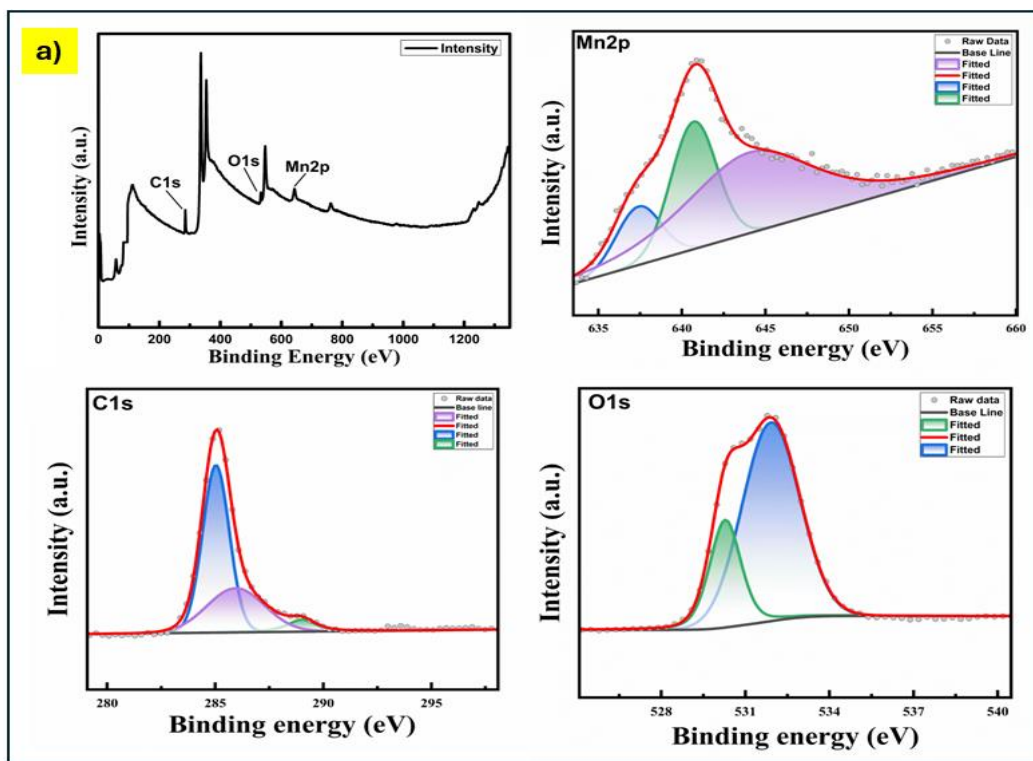 a)
Intensity
C1s
O1s
Mn2p
Intensity (a.u.)
0 200 400 600 800 1000 1200
Binding Energy (eV)
Mn2p
Raw Data
Base Line
Fitted
Fitted
Fitted
Fitted
Intensity (a.u.)
635 640 645 650 655 660
Binding energy (eV)
C1s
Raw data
Base line
Fitted
Fitted
Fitted
Fitted
Intensity (a.u.)
280 285 290 295
Binding energy (eV)
O1s
Raw data
Base Line
Fitted
Fitted
Fitted
Intensity (a.u.)
528 531 534 537 540
Binding energy (eV)